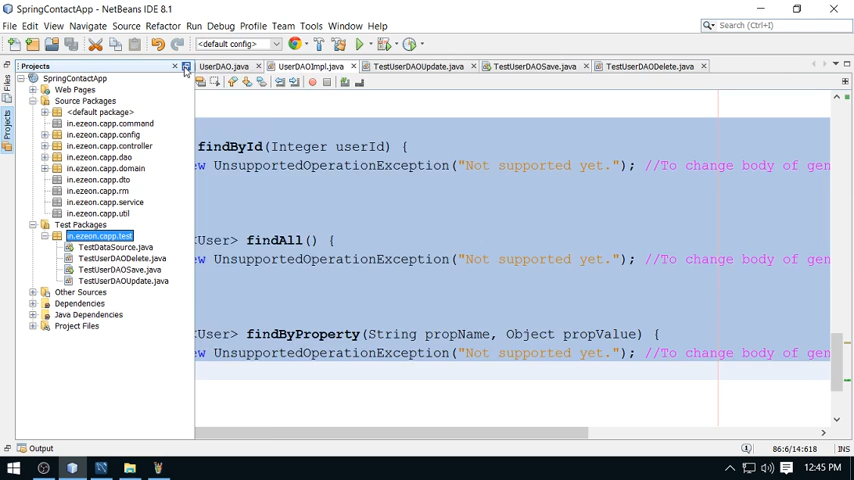 SpringContactApp - NetBeans IDE 8.1
File Edit View Navigate Source Refactor Run Debug Profile Team Tools Window Help
Search (Ctrl+I)
<default config>
Projects
UserDAO.java UserDAOImpl.java TestUserDAOUpdate.java TestUserDAOSave.java TestUserDAODelete.java
Files
Projects
SpringContactApp
Web Pages
Source Packages
<default package>
in.ezeon.capp.command
in.ezeon.capp.config
in.ezeon.capp.controller
in.ezeon.capp.dao
in.ezeon.capp.domain
in.ezeon.capp.dto
in.ezeon.capp.rm
in.ezeon.capp.service
in.ezeon.capp.util
Test Packages
in.ezeon.capp.test
TestDataSource.java
TestUserDAODelete.java
TestUserDAOSave.java
TestUserDAOUpdate.java
Other Sources
Dependencies
Java Dependencies
Project Files
findById(Integer userId) {
ew UnsupportedOperationException("Not supported yet."); //To change body of gen
<User> findAll() {
ew UnsupportedOperationException("Not supported yet."); //To change body of gen
<User> findByProperty(String propName, Object propValue) {
ew UnsupportedOperationException("Not supported yet."); //To change body of gen
Output
86:6/14:618 INS
12:45 PM